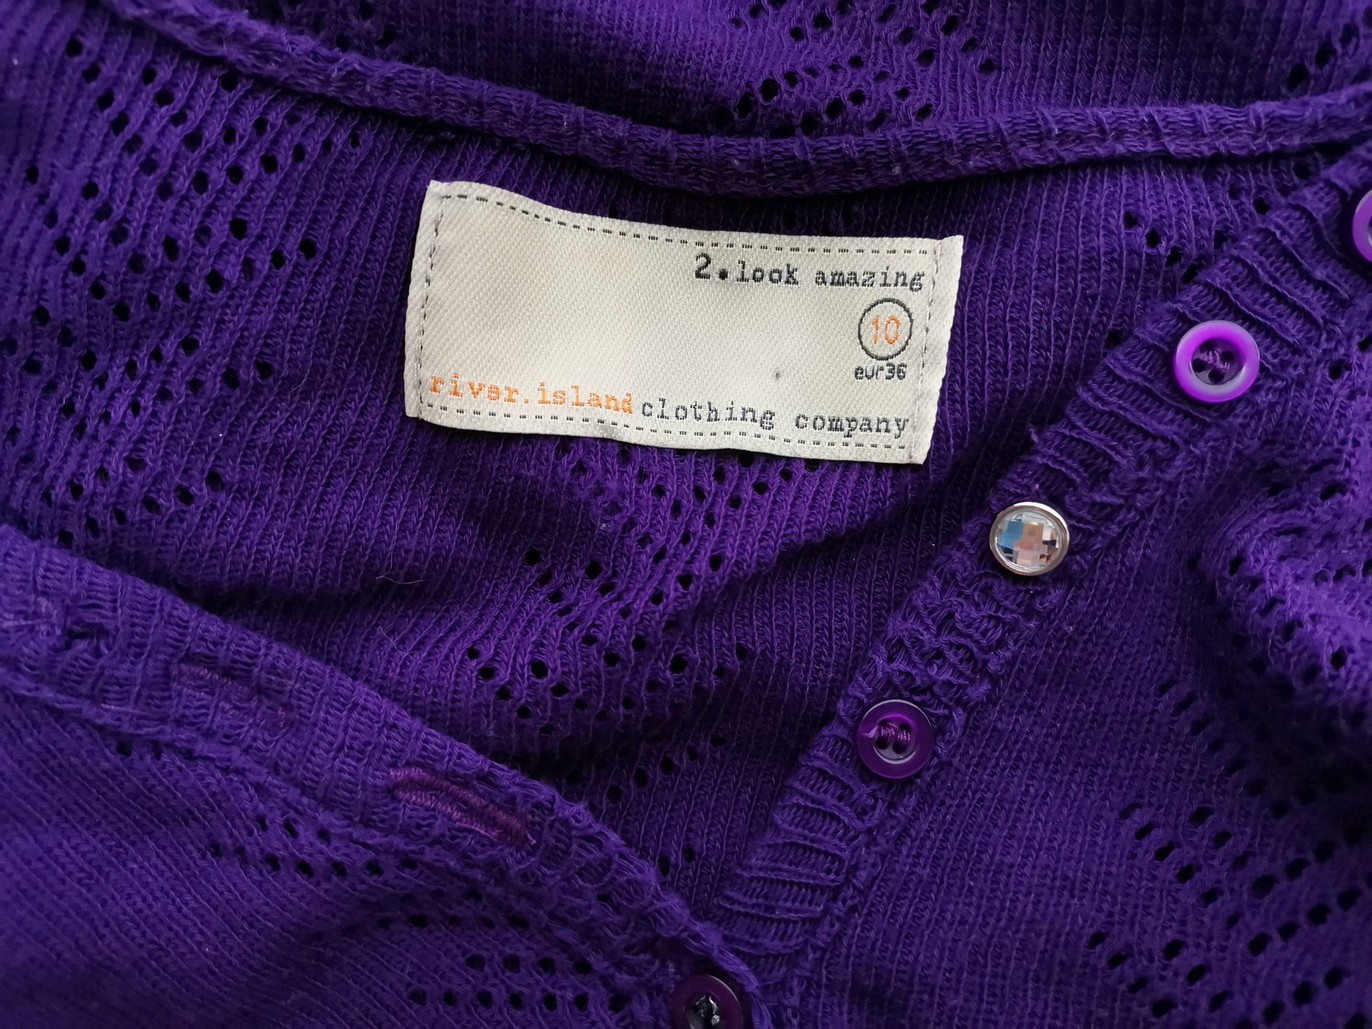 2.look amazing
10
eur36
river.island clothing company